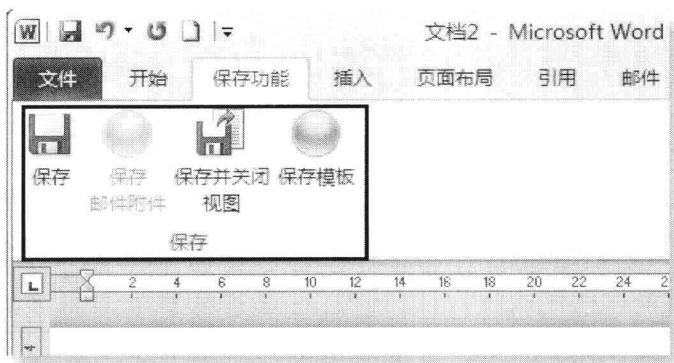 W 文档2 - Microsoft Word
文件 开始 保存功能 插入 页面布局 引用 邮件
保存 保存 保存并关闭 保存模板
邮件附件 视图
保存
L 2 4 6 8 10 12 14 16 18 20 22 24 2
4